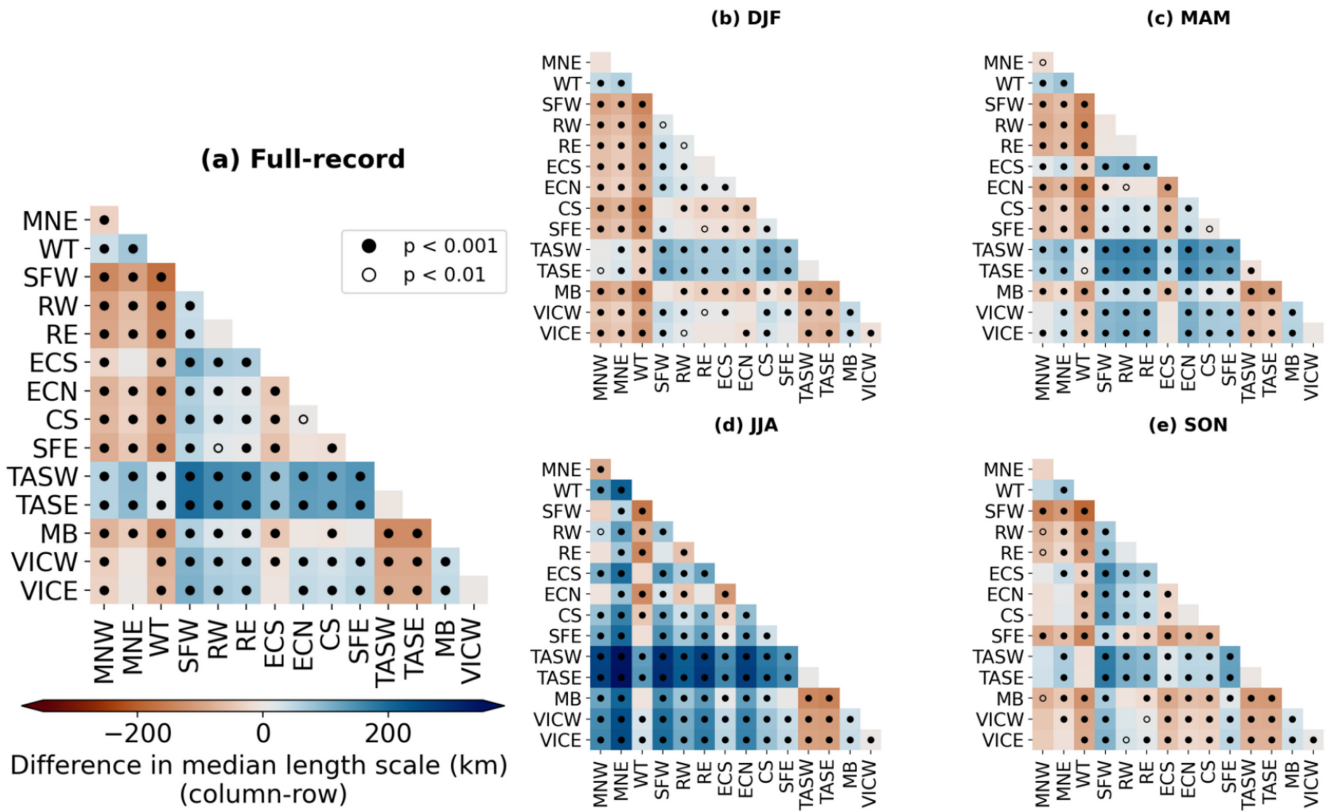 (a) Full-record
MNE
WT
SFW
RW
RE
ECS
ECN
CS
SFE
TASW
TASE
MB
VICW
VICE
MNW
MNE
WT
SFW
RW
RE
ECS
ECN
CS
SFE
TASW
TASE
MB
VICW
p < 0.001
p < 0.01
−200
0
200
Difference in median length scale (km)
(column-row)
(b) DJF
MNE
WT
SFW
RW
RE
ECS
ECN
CS
SFE
TASW
TASE
MB
VICW
VICE
MNW
MNE
WT
SFW
RW
RE
ECS
ECN
CS
SFE
TASW
TASE
MB
VICW
(c) MAM
MNE
WT
SFW
RW
RE
ECS
ECN
CS
SFE
TASW
TASE
MB
VICW
VICE
MNW
MNE
WT
SFW
RW
RE
ECS
ECN
CS
SFE
TASW
TASE
MB
VICW
(d) JJA
MNE
WT
SFW
RW
RE
ECS
ECN
CS
SFE
TASW
TASE
MB
VICW
VICE
MNW
MNE
WT
SFW
RW
RE
ECS
ECN
CS
SFE
TASW
TASE
MB
VICW
(e) SON
MNE
WT
SFW
RW
RE
ECS
ECN
CS
SFE
TASW
TASE
MB
VICW
VICE
MNW
MNE
WT
SFW
RW
RE
ECS
ECN
CS
SFE
TASW
TASE
MB
VICW